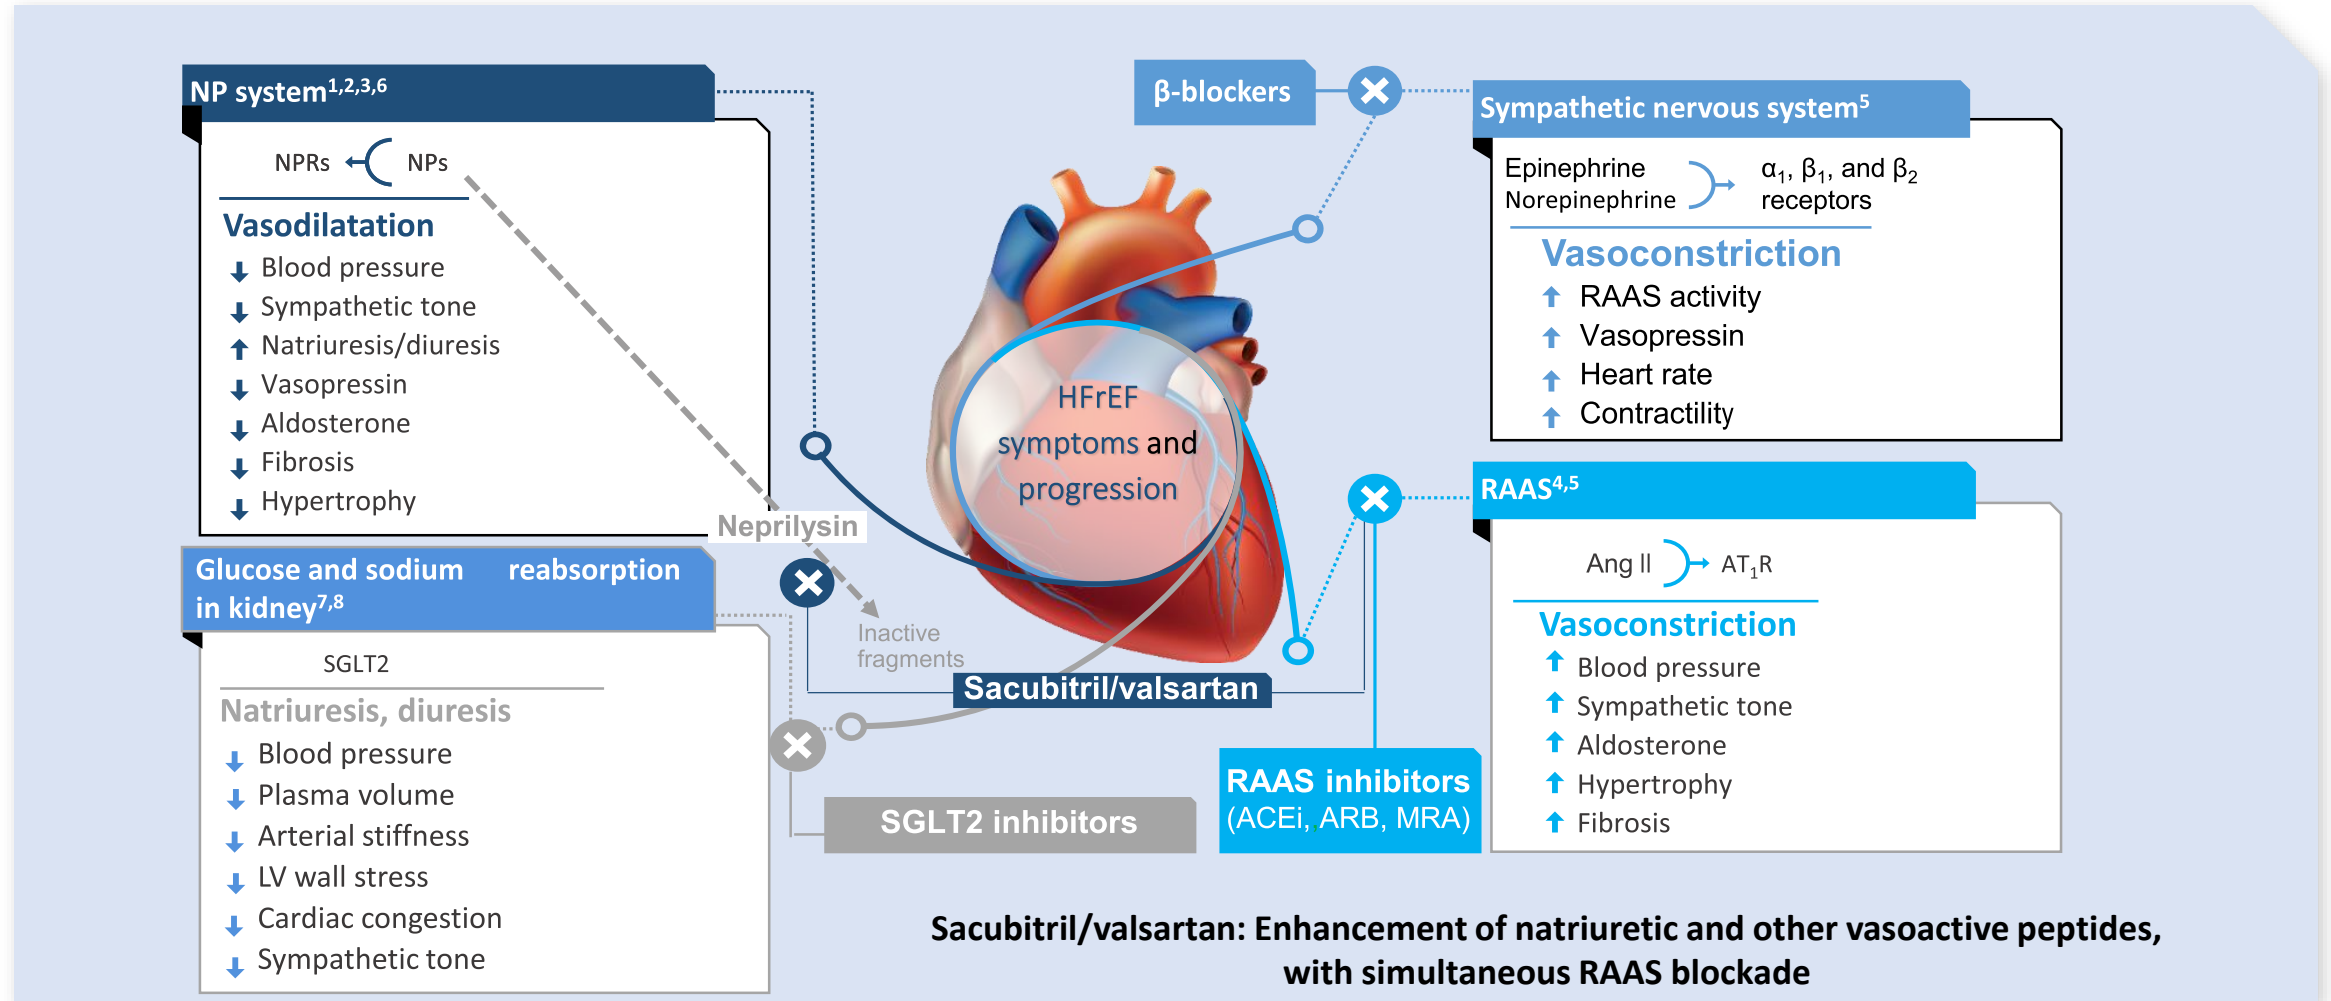 NP system1,2,3,6
NPRs NPs
Vasodilatation
Blood pressure
Sympathetic tone
Natriuresis/diuresis
Vasopressin
Aldosterone
Fibrosis
Hypertrophy
Neprilysin
Inactive
fragments
Glucose and sodium reabsorption
in kidney7,8
SGLT2
Natriuresis, diuresis
Blood pressure
Plasma volume
Arterial stiffness
LV wall stress
Cardiac congestion
Sympathetic tone
HFrEF
symptoms and
progression
Sacubitril/valsartan
SGLT2 inhibitors
β-blockers
Sympathetic nervous system5
Epinephrine
Norepinephrine
α1, β1, and β2
receptors
Vasoconstriction
RAAS activity
Vasopressin
Heart rate
Contractility
RAAS4,5
Ang II AT1R
Vasoconstriction
Blood pressure
Sympathetic tone
Aldosterone
Hypertrophy
Fibrosis
RAAS inhibitors
(ACEi, ARB, MRA)
Sacubitril/valsartan: Enhancement of natriuretic and other vasoactive peptides,
with simultaneous RAAS blockade